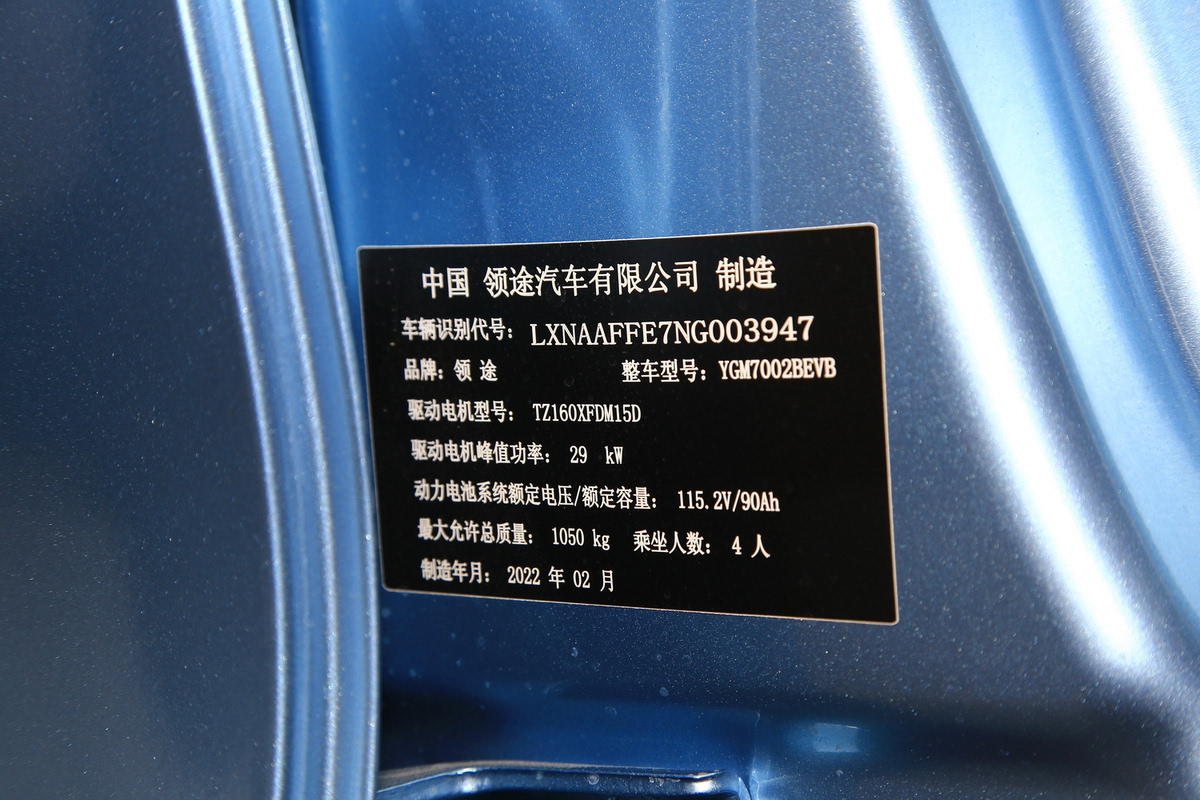 中国 领途汽车有限公司 制造
车辆识别代号: LXNAAFFE7NG003947
品牌: 领 途 整车型号: YGM7002BEVB
驱动电机型号: TZ160XFDM15D
驱动电机峰值功率: 29 kW
动力电池系统额定电压/额定容量: 115.2V/90Ah
最大允许总质量: 1050 kg 乘坐人数: 4 人
制造年月: 2022 年 02 月